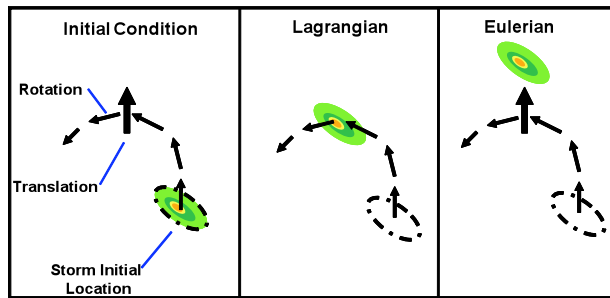 Initial Condition
Lagrangian
Eulerian
Rotation
Translation
Storm Initial
Location